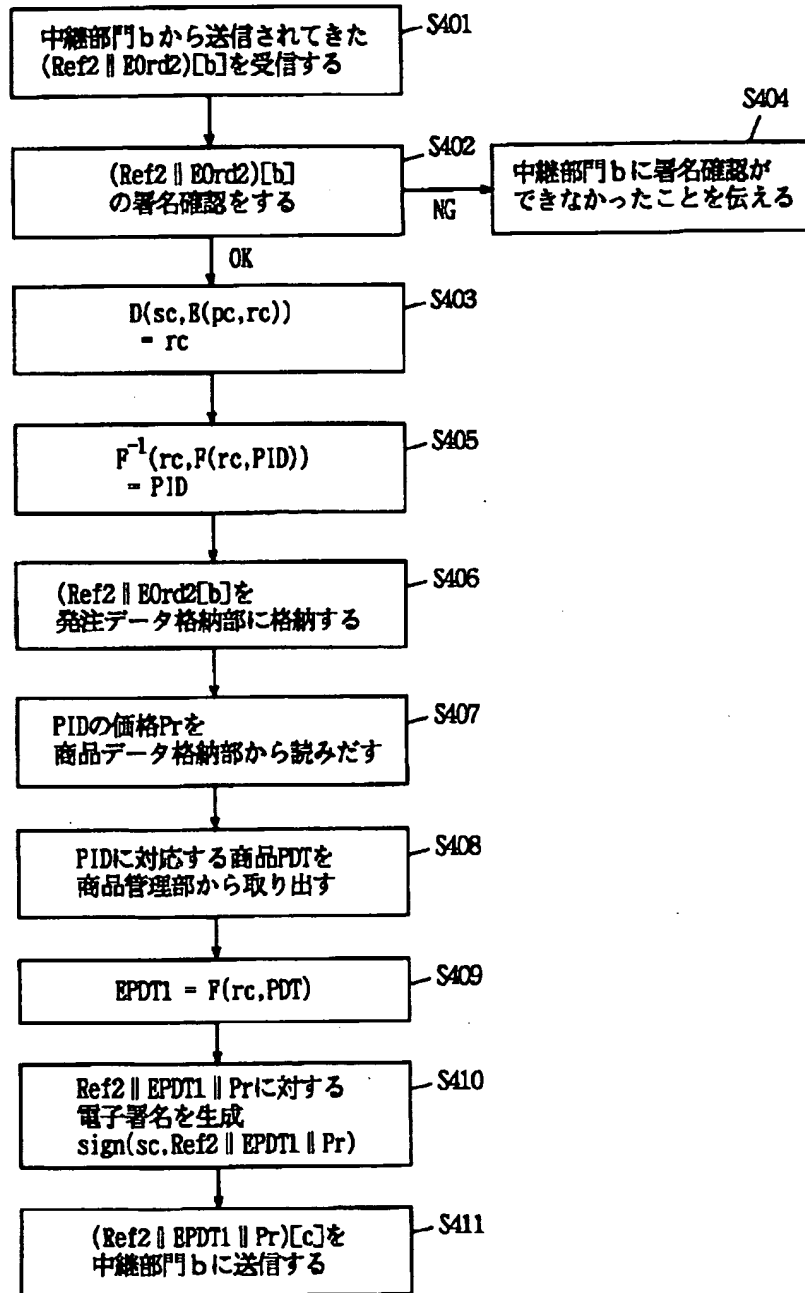 中継部門bから送信されてきた
(Ref2‖EOrd2)[b]を受信する
S401
(Ref2‖EOrd2)[b]
の署名確認をする
S402
NG
中継部門bに署名確認が
できなかったことを伝える
S404
OK
D(sc,E(pc,rc))
= rc
S403
F⁻¹(rc,F(rc,PID))
= PID
S405
(Ref2‖EOrd2[b]を
発注データ格納部に格納する
S406
PIDの価格Prを
商品データ格納部から読みだす
S407
PIDに対応する商品PDTを
商品管理部から取り出す
S408
EPDT1 = F(rc,PDT)
S409
Ref2‖EPDT1‖Prに対する
電子署名を生成
sign(sc,Ref2‖EPDT1‖Pr)
S410
(Ref2‖EPDT1‖Pr)[c]を
中継部門bに送信する
S411